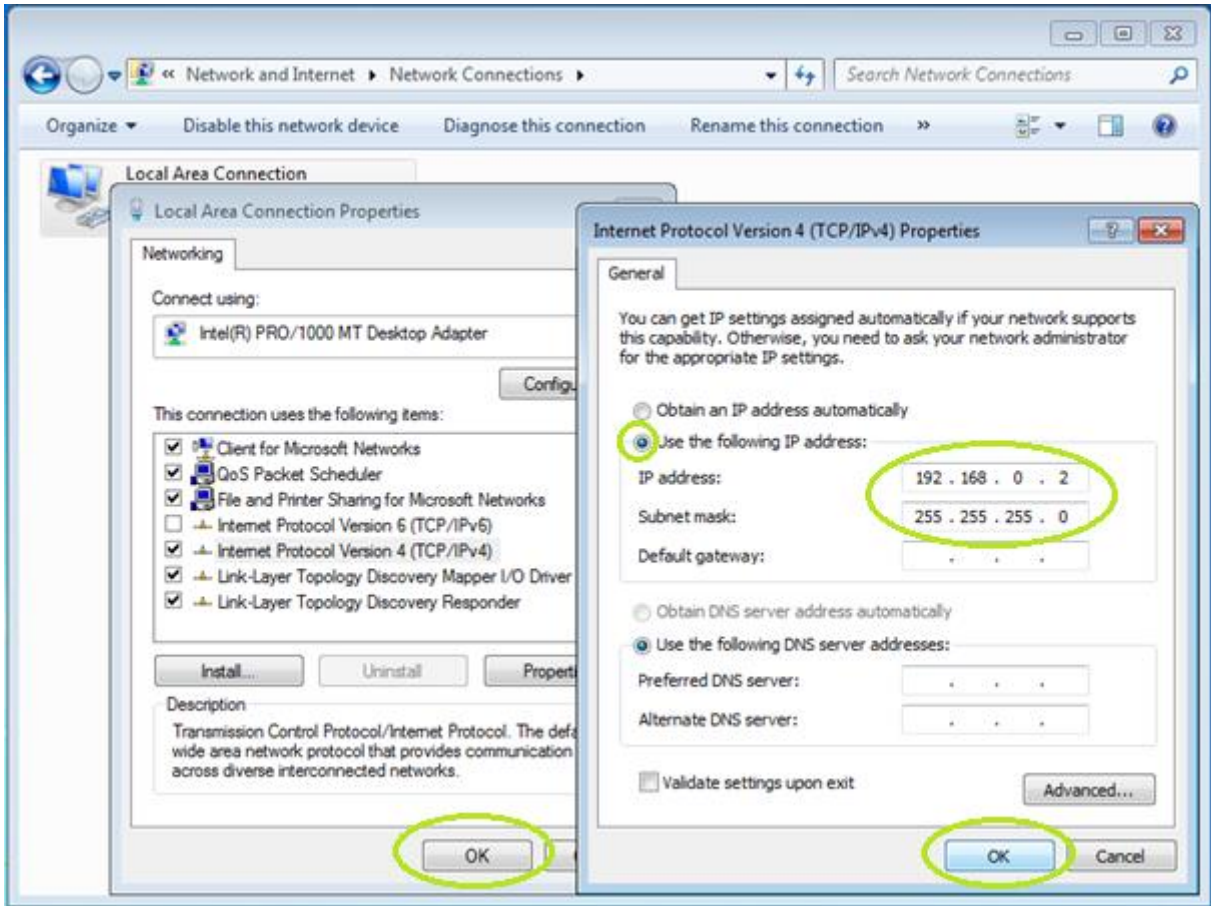 « Network and Internet ▸ Network Connections ▸
Search Network Connections
Organize ▾ Disable this network device Diagnose this connection Rename this connection »
Local Area Connection
Local Area Connection Properties
Networking
Connect using:
Intel(R) PRO/1000 MT Desktop Adapter
Configu
This connection uses the following items:
Client for Microsoft Networks
QoS Packet Scheduler
File and Printer Sharing for Microsoft Networks
Internet Protocol Version 6 (TCP/IPv6)
Internet Protocol Version 4 (TCP/IPv4)
Link-Layer Topology Discovery Mapper I/O Driver
Link-Layer Topology Discovery Responder
Install... Uninstall Properti
Description
Transmission Control Protocol/Internet Protocol. The defa
wide area network protocol that provides communication
across diverse interconnected networks.
OK
Internet Protocol Version 4 (TCP/IPv4) Properties
General
You can get IP settings assigned automatically if your network supports
this capability. Otherwise, you need to ask your network administrator
for the appropriate IP settings.
Obtain an IP address automatically
Use the following IP address:
IP address: 192 . 168 . 0 . 2
Subnet mask: 255 . 255 . 255 . 0
Default gateway: . . .
Obtain DNS server address automatically
Use the following DNS server addresses:
Preferred DNS server: . . .
Alternate DNS server: . . .
Validate settings upon exit
Advanced...
OK Cancel